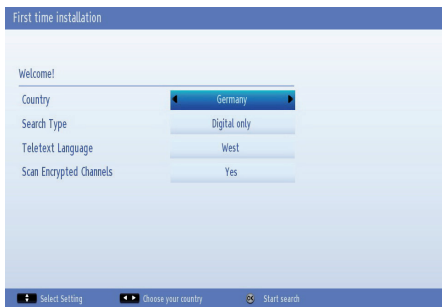 First time installation
Welcome!
Country Germany
Search Type Digital only
Teletext Language West
Scan Encrypted Channels Yes
Select Setting Choose your country OK Start search